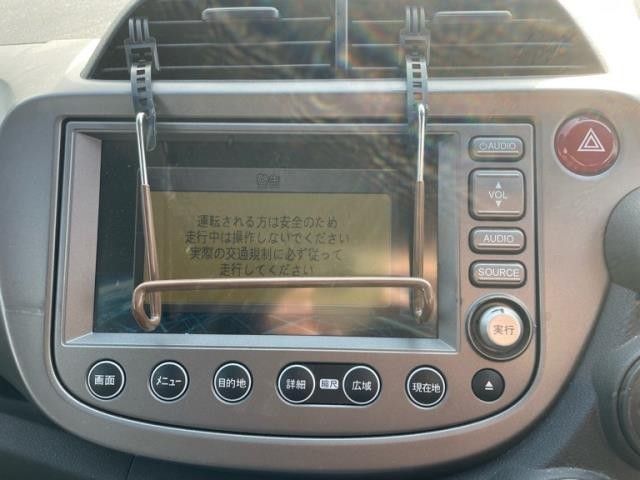 警告
運転される方は安全のため
走行中は操作しないでください
実際の交通規制に必ず従って
走行してください
AUDIO
VOL
AUDIO
SOURCE
実行
画面
メニュー
目的地
詳細
縮尺
広域
現在地